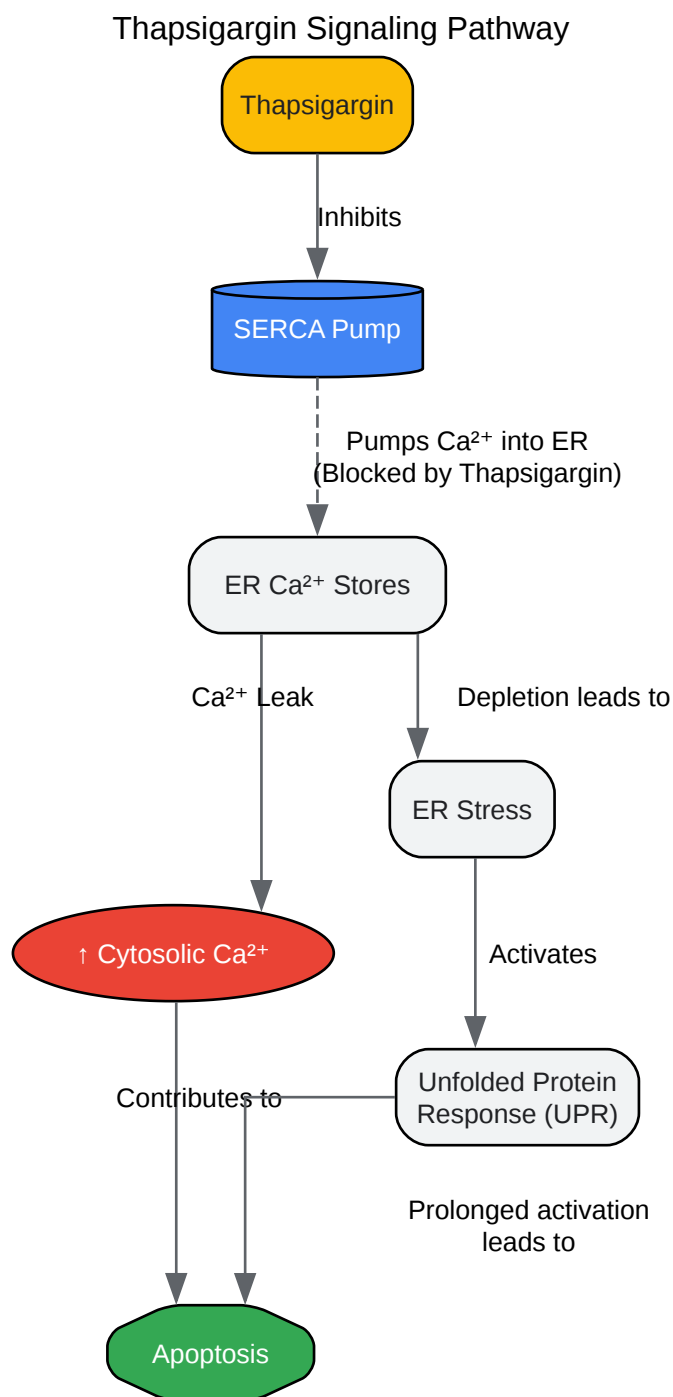 Thapsigargin Signaling Pathway
Thapsigargin
Inhibits
SERCA Pump
Pumps Ca²⁺ into ER
(Blocked by Thapsigargin)
ER Ca²⁺ Stores
Ca²⁺ Leak
Depletion leads to
ER Stress
↑ Cytosolic Ca²⁺
Activates
Unfolded Protein
Response (UPR)
Contributes to
Prolonged activation
leads to
Apoptosis